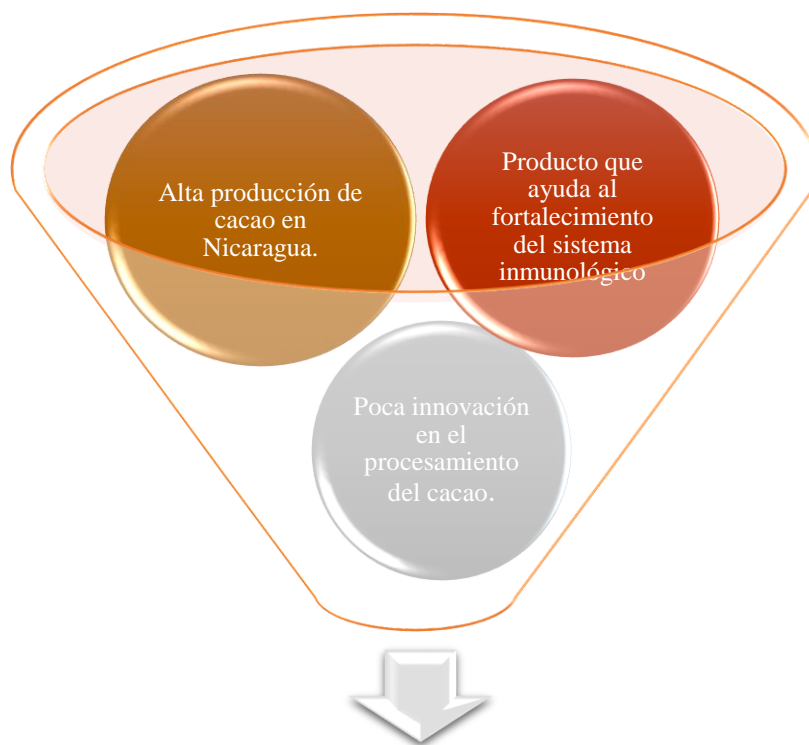 Alta producción de
cacao en
Nicaragua.
Producto que
ayuda al
fortalecimiento
del sistema
inmunológico
Poca innovación
en el
procesamiento
del cacao.